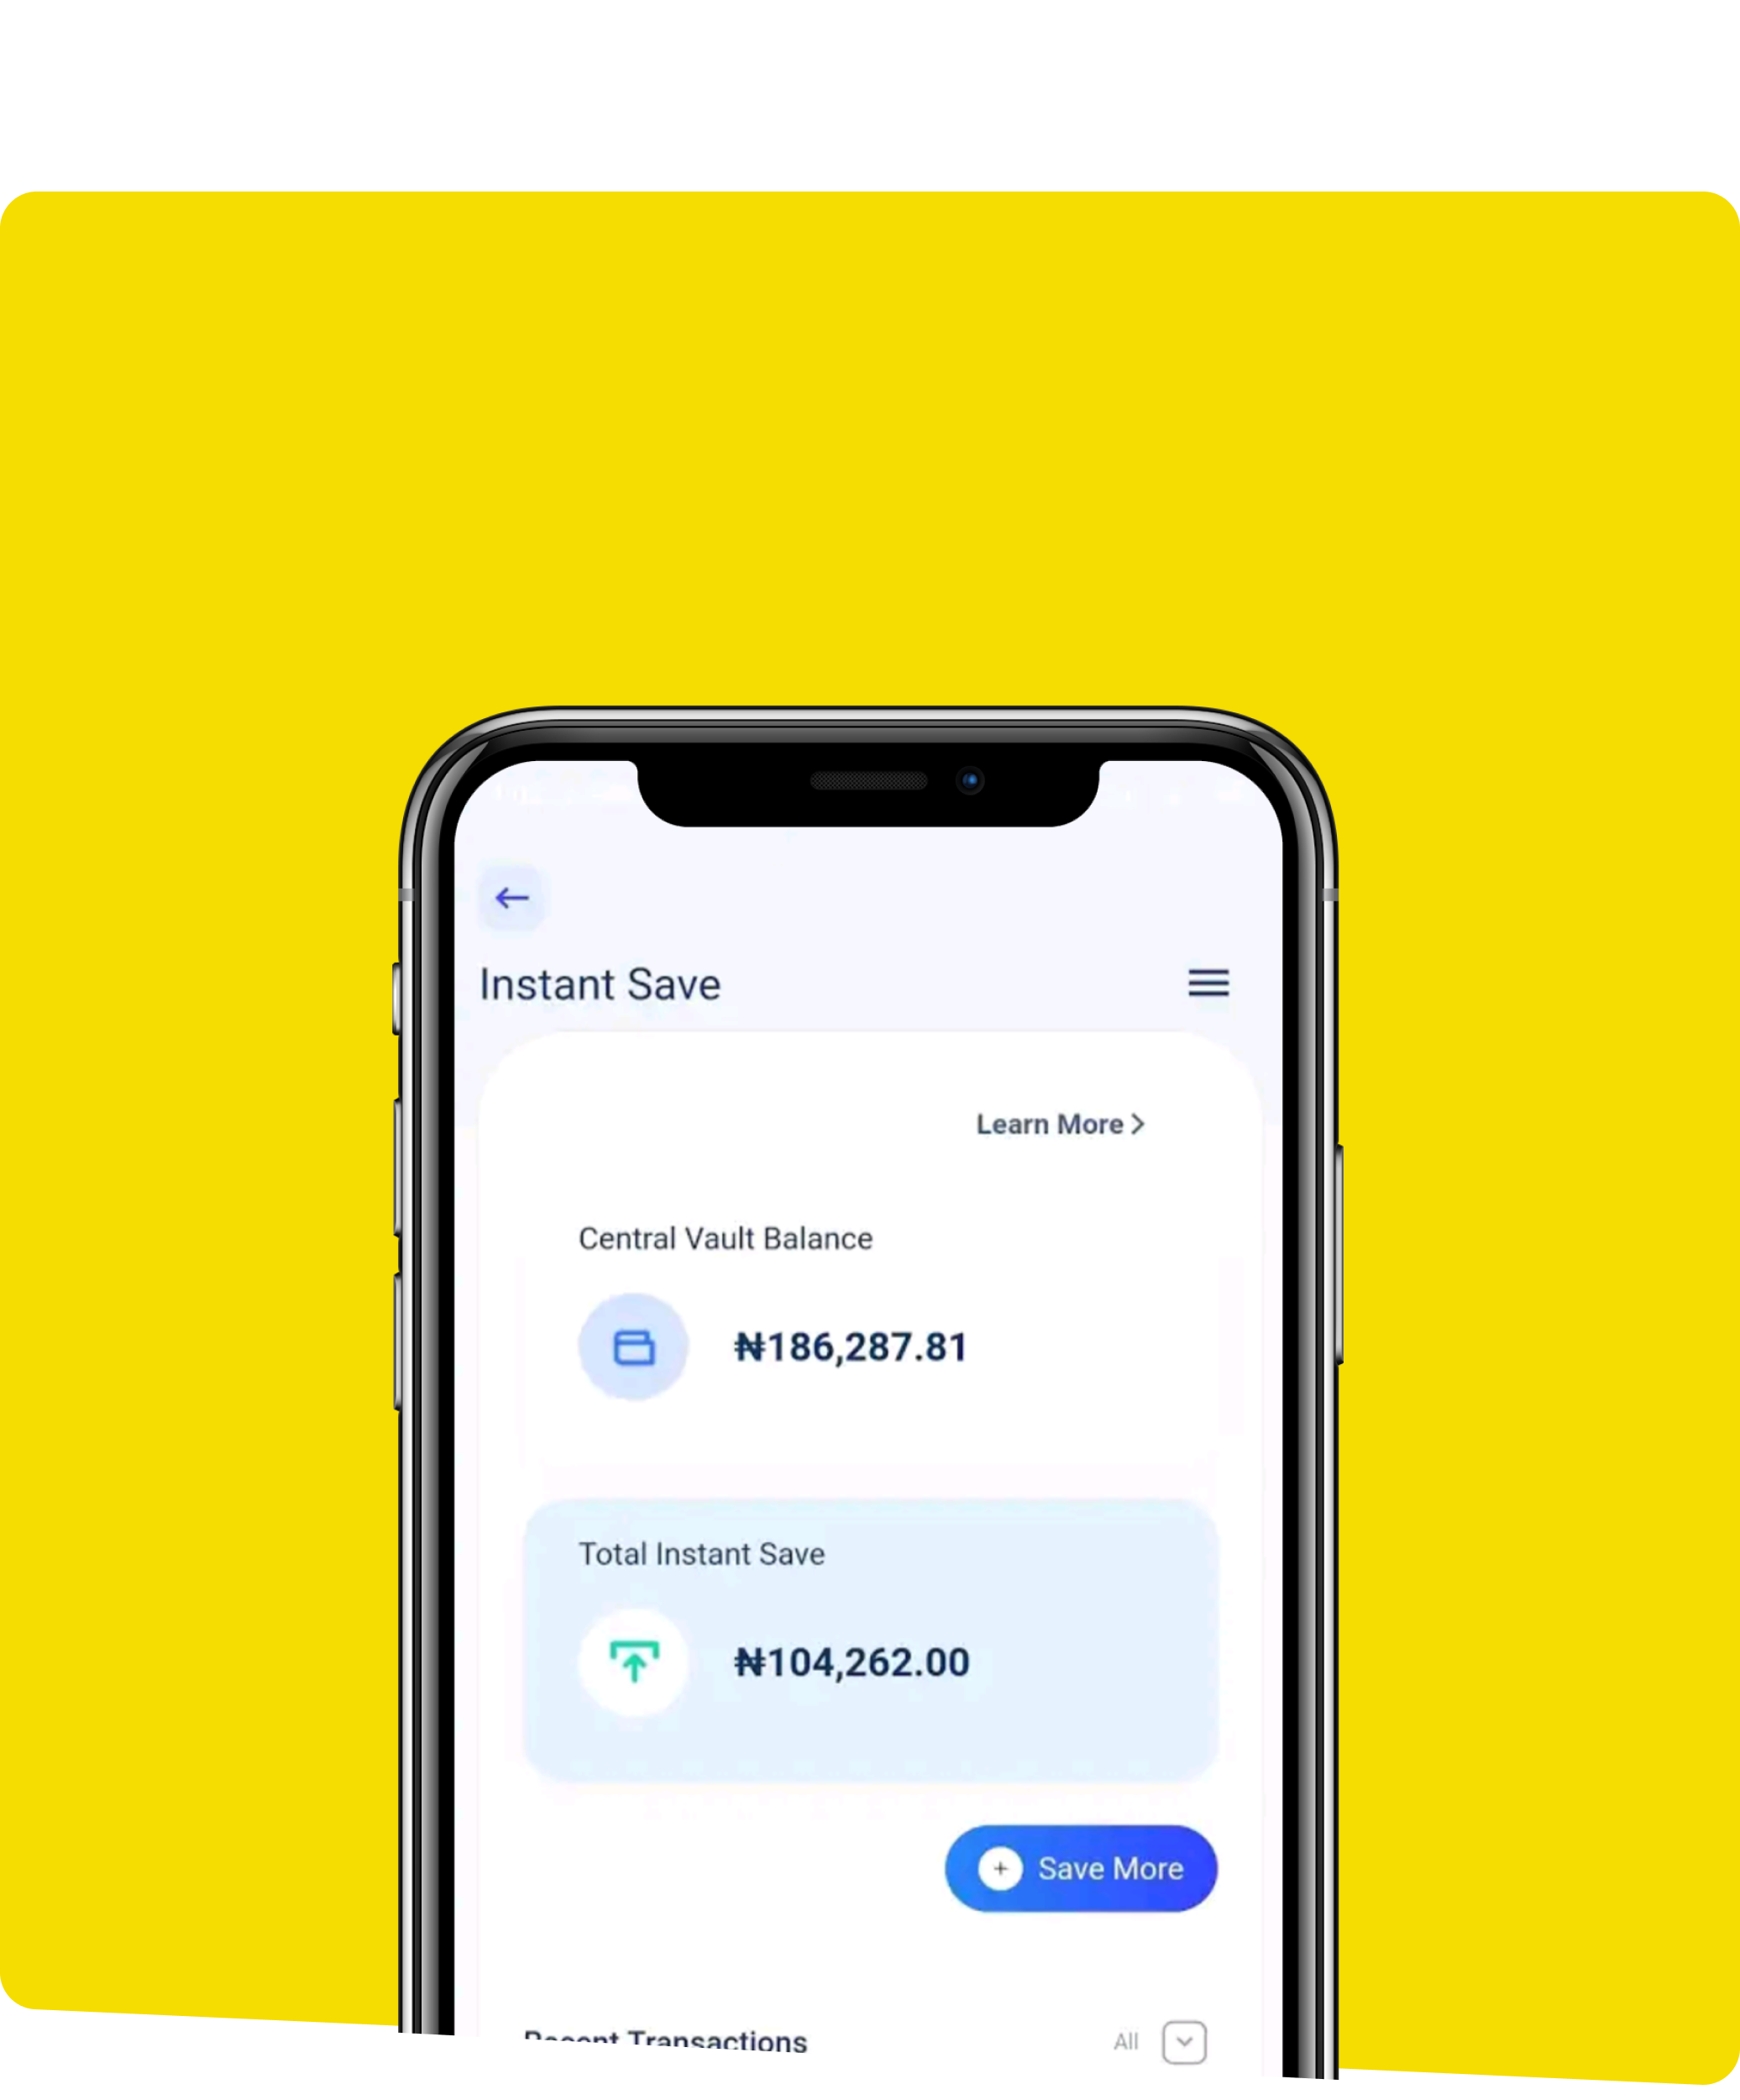 Instant Save
Learn More
Central Vault Balance
₦186,287.81
Total Instant Save
₦104,262.00
Save More
Recent Transactions
All